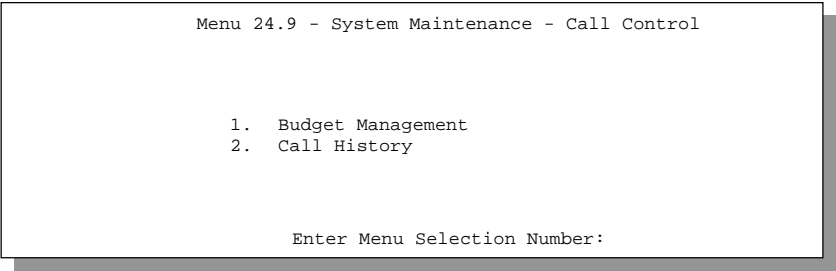 Menu 24.9 - System Maintenance - Call Control
1. Budget Management
2. Call History
Enter Menu Selection Number: